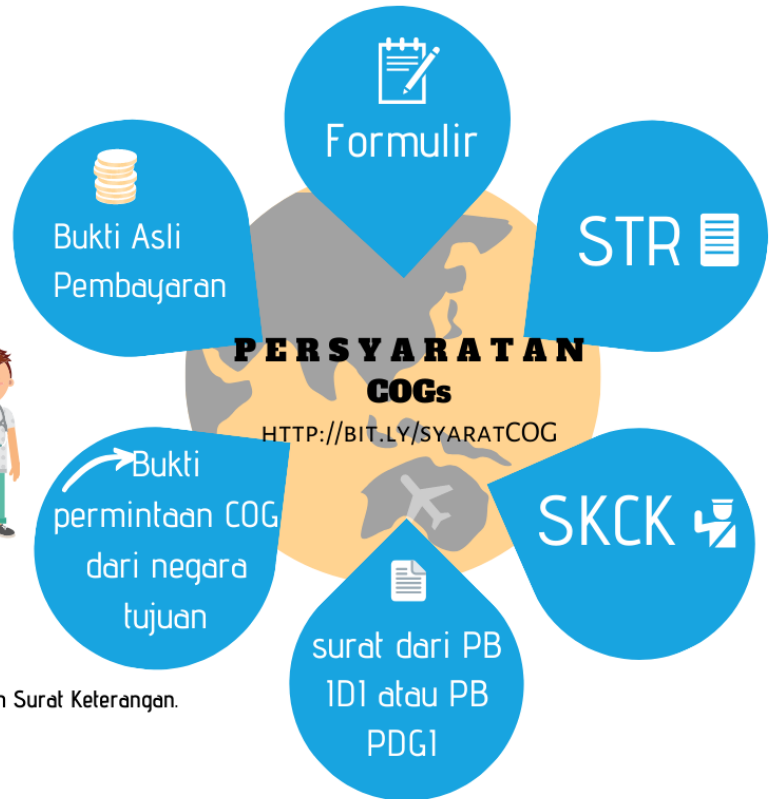 Formulir
STR
Bukti Asli
Pembayaran
PERSYARATAN
COGs
HTTP://BIT.LY/SYARATCOG
SKCK
Bukti
permintaan COG
dari negara
tujuan
surat dari PB
IDI atau PB
PDGI
Surat Keterangan.